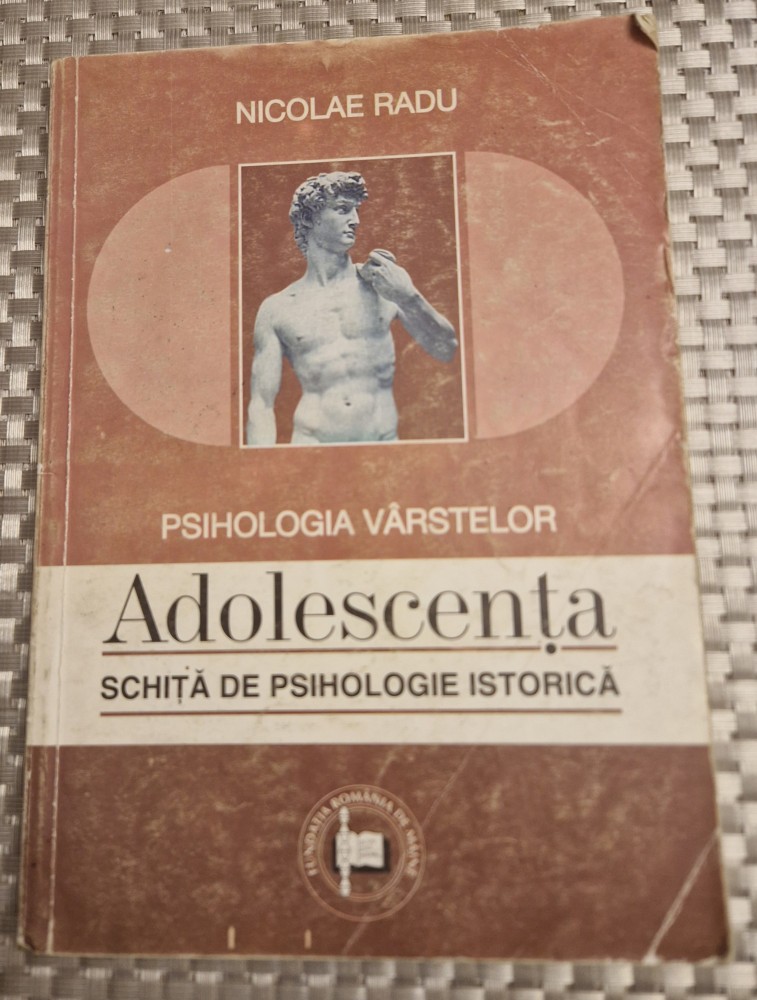 NICOLAE RADU
PSIHOLOGIA VÂRSTELOR
Adolescența
SCHIȚĂ DE PSIHOLOGIE ISTORICĂ
FUNDAȚIA ROMÂNIA DE MÂINE